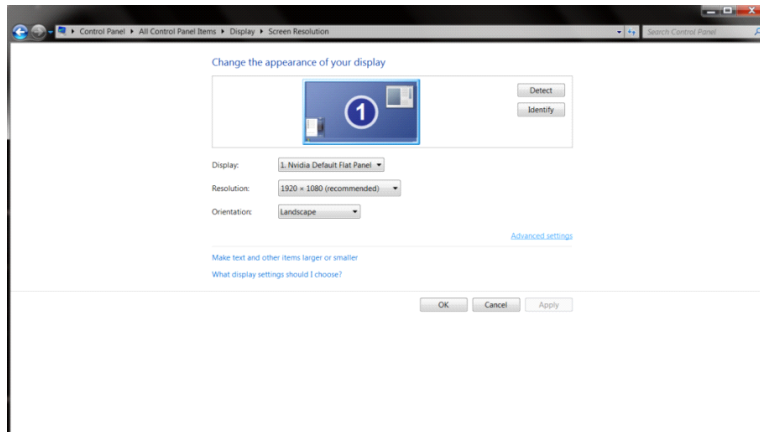 Control Panel ▸ All Control Panel Items ▸ Display ▸ Screen Resolution
Search Control Panel
Change the appearance of your display
1
Detect
Identify
Display: 1. Nvidia Default Flat Panel
Resolution: 1920 × 1080 (recommended)
Orientation: Landscape
Advanced settings
Make text and other items larger or smaller
What display settings should I choose?
OK Cancel Apply